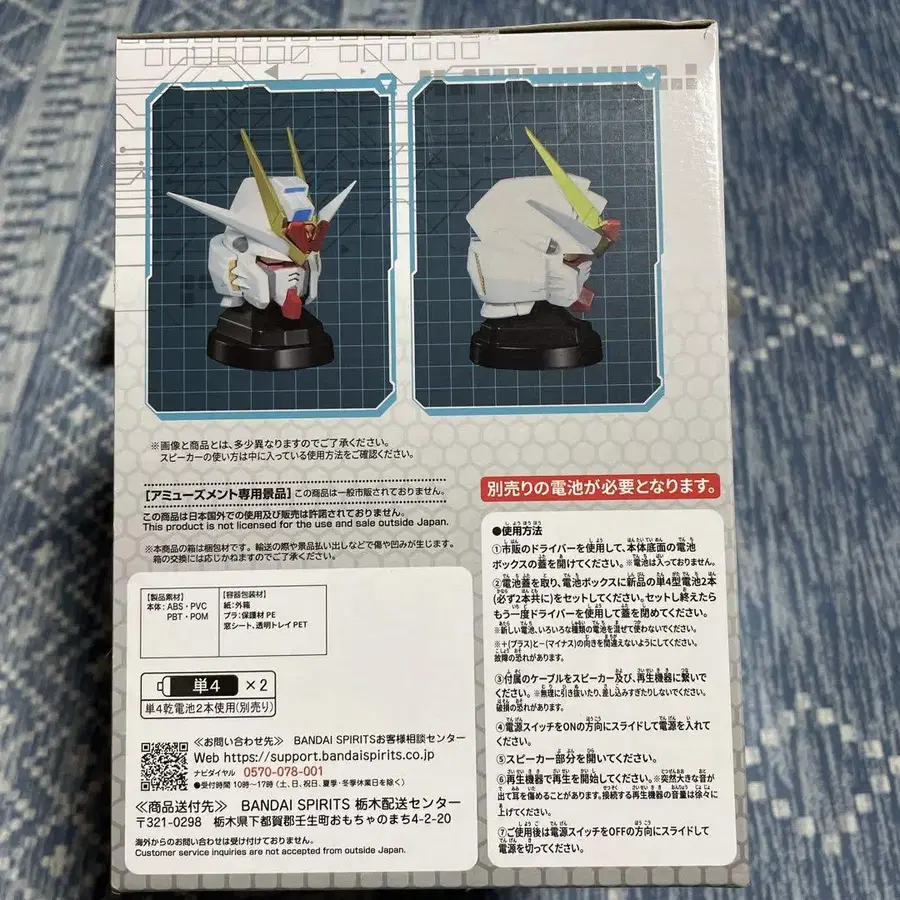 ※画像と商品とは、多少異なりますのでご了承ください。
スピーカーの使い方は中に入っている使用方法をご確認ください。
[アミューズメント専用景品] この商品は一般市販されておりません。
この商品は日本国外での使用及び販売は許諾されておりません。
This product is not licensed for the use and sale outside Japan.
※本商品の箱は梱包材です。輸送の際や景品払い出しなどで傷や凹みが生じます。
箱の交換には応じかねますのでご了承ください。
[製品素材]
本体:ABS・PVC
PBT・POM
[容器包装材]
紙:外箱
プラ:保護材 PE
窓シート、透明トレイ PET
単4 ×2
単4乾電池2本使用(別売り)
≪お問い合わせ先≫ BANDAI SPIRITSお客様相談センター
Web https://support.bandaispirits.co.jp
ナビダイヤル 0570-078-001
●受付時間 10時～17時(土、日、祝日、夏季・冬季休業日を除く)
≪商品送付先≫ BANDAI SPIRITS 栃木配送センター
〒321-0298 栃木県下都賀郡壬生町おもちゃのまち4-2-20
海外からのお問い合わせは受け付けておりません。
Customer service inquiries are not accepted from outside Japan.
別売りの電池が必要となります。
●使用方法
①市販のドライバーを使用して、本体底面の電池
ボックスの蓋を開けてください。※電池は入っておりません。
②電池蓋を取り、電池ボックスに新品の単4型電池2本
(必ず2本共に)をセットしてください。セットし終えたら
もう一度ドライバーを使用して蓋を閉めてください。
※新しい電池、いろいろな種類の電池を混ぜて使わないでください。
※+(プラス)と-(マイナス)の向きを間違えないようにしてください。
故障の恐れがあります。
③付属のケーブルをスピーカー及び、再生機器に繋いで
ください。※無理に引き抜いたり、差し込みすぎたりしないでください。
破損の恐れがあります。
④電源スイッチをONの方向にスライドして電源を入れて
ください。
⑤スピーカー部分を開いてください。
⑥再生機器で再生を開始してください。※突然大きな音が
出て耳を傷めることがあります。接続する再生機器の音量は徐々に
上げてください。
⑦ご使用後は電源スイッチをOFFの方向にスライドして
電源を切ってください。